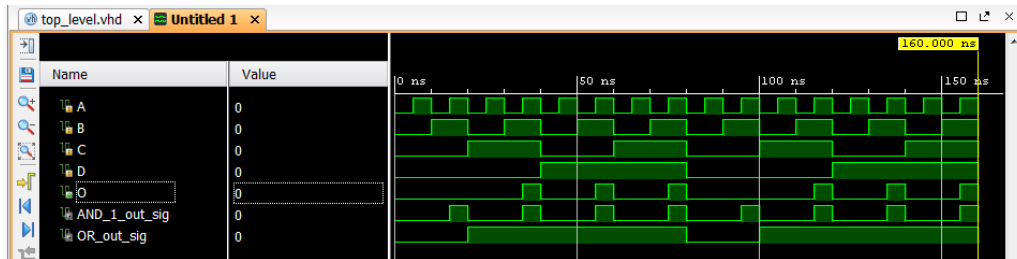 top_level.vhd × Untitled 1 ×
160.000 ns
Name Value
0 ns 50 ns 100 ns 150 ns
A 0
B 0
C 0
D 0
O 0
AND_1_out_sig 0
OR_out_sig 0